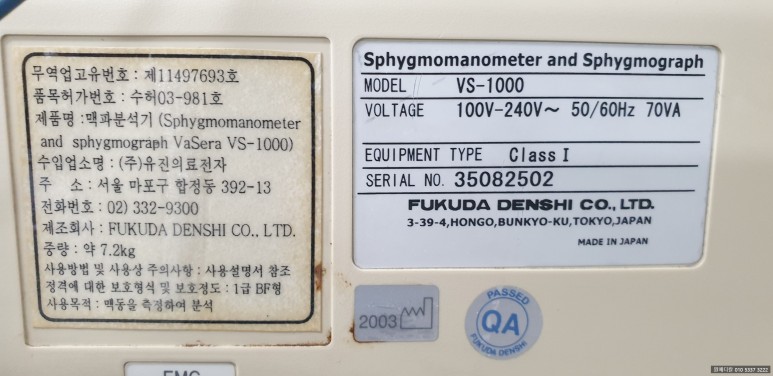 무역업고유번호 : 제11497693호
품목허가번호 : 수허03-981호
제품명 : 맥파분석기 (Sphygmomanometer
and sphygmograph VaSera VS-1000)
수입업소명 : (주)유진의료전자
주 소 : 서울 마포구 합정동 392-13
전화번호 : 02) 332-9300
제조회사 : FUKUDA DENSHI CO., LTD.
중량 : 약 7.2kg
사용방법 및 사용상 주의사항 : 사용설명서 참조
정격에 대한 보호형식 및 보호정도 : 1급 BF형
사용목적 : 맥동을 측정하여 분석
Sphygmomanometer and Sphygmograph
MODEL VS-1000
VOLTAGE 100V-240V~ 50/60Hz 70VA
EQUIPMENT TYPE Class I
SERIAL NO. 35082502
FUKUDA DENSHI CO., LTD.
3-39-4, HONGO, BUNKYO-KU, TOKYO, JAPAN
MADE IN JAPAN
2003
PASSED
QA
FUKUDA DENSHI
010 5337 3222